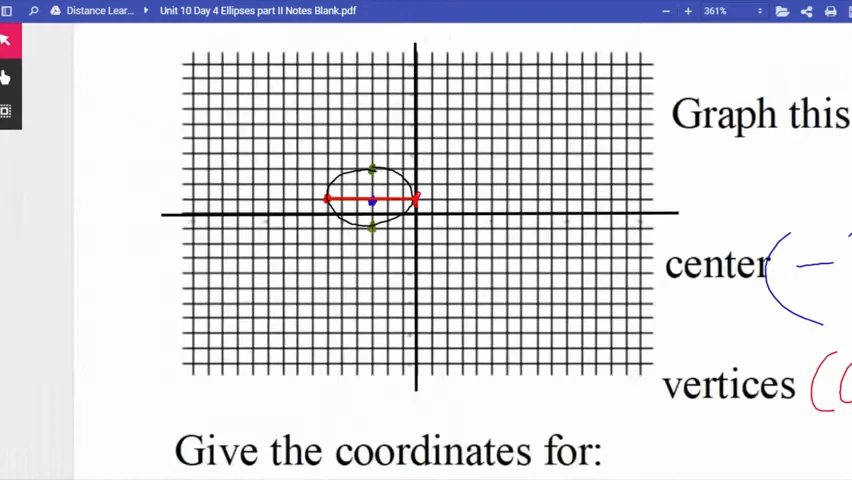 Distance Lear... > Unit 10 Day 4 Ellipses part II Notes Blank.pdf
361%
Graph this
center (-
vertices (0
Give the coordinates for: